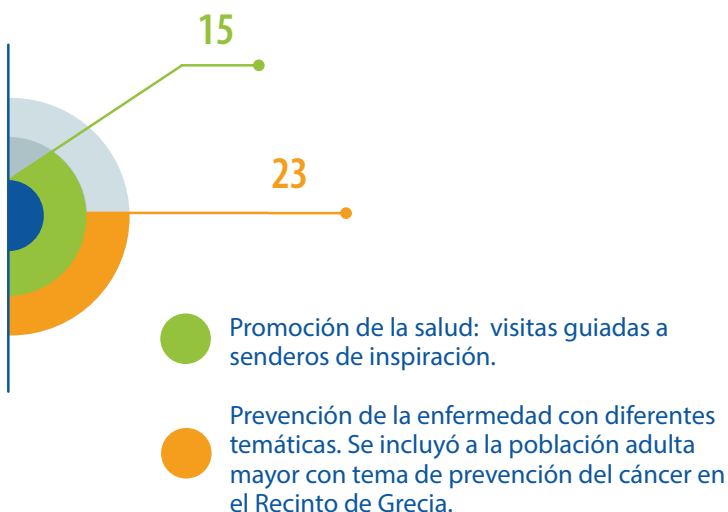 15
23
Promoción de la salud: visitas guiadas a
senderos de inspiración.
Prevención de la enfermedad con diferentes
temáticas. Se incluyó a la población adulta
mayor con tema de prevención del cáncer en
el Recinto de Grecia.